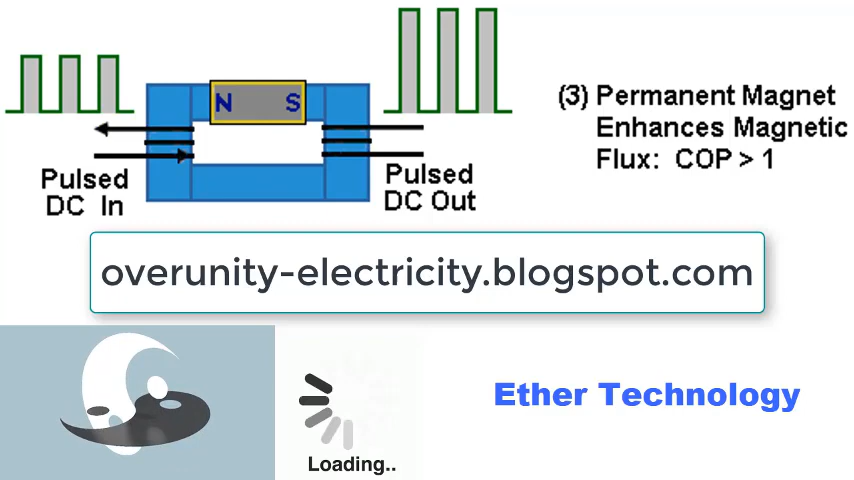 N S
(3) Permanent Magnet
Enhances Magnetic
Flux: COP > 1
Pulsed
DC In
Pulsed
DC Out
overunity-electricity.blogspot.com
Loading..
Ether Technology